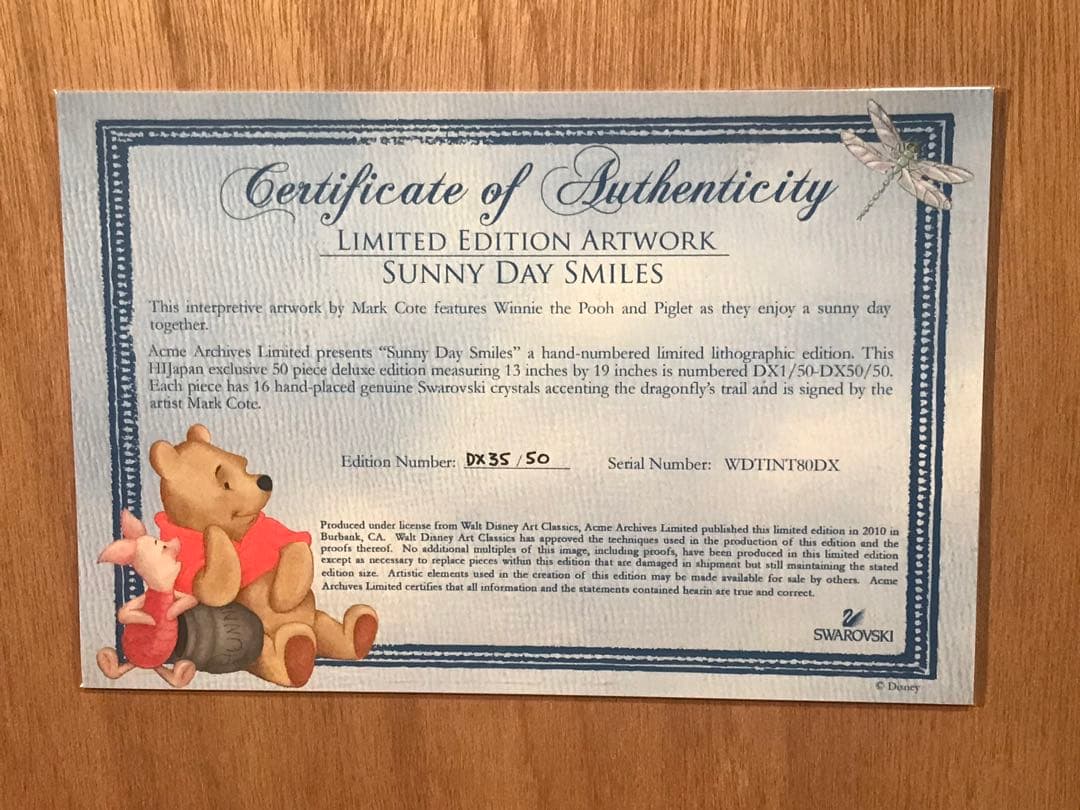 Certificate of Authenticity
LIMITED EDITION ARTWORK
SUNNY DAY SMILES
This interpretive artwork by Mark Cote features Winnie the Pooh and Piglet as they enjoy a sunny day
together.
Acme Archives Limited presents “Sunny Day Smiles” a hand-numbered limited lithographic edition. This
HIJapan exclusive 50 piece deluxe edition measuring 13 inches by 19 inches is numbered DX1/50-DX50/50.
Each piece has 16 hand-placed genuine Swarovski crystals accenting the dragonfly’s trail and is signed by the
artist Mark Cote.
Edition Number: DX35/50 Serial Number: WDTINT80DX
Produced under license from Walt Disney Art Classics, Acme Archives Limited published this limited edition in 2010 in
Burbank, CA. Walt Disney Art Classics has approved the techniques used in the production of this edition and the
proofs thereof. No additional multiples of this image, including proofs, have been produced in this limited edition
except as necessary to replace pieces within this edition that are damaged in shipment but still maintaining the stated
edition size. Artistic elements used in the creation of this edition may be made available for sale by others. Acme
Archives Limited certifies that all information and the statements contained hearin are true and correct.
HUNN
SWAROVSKI
© Disney